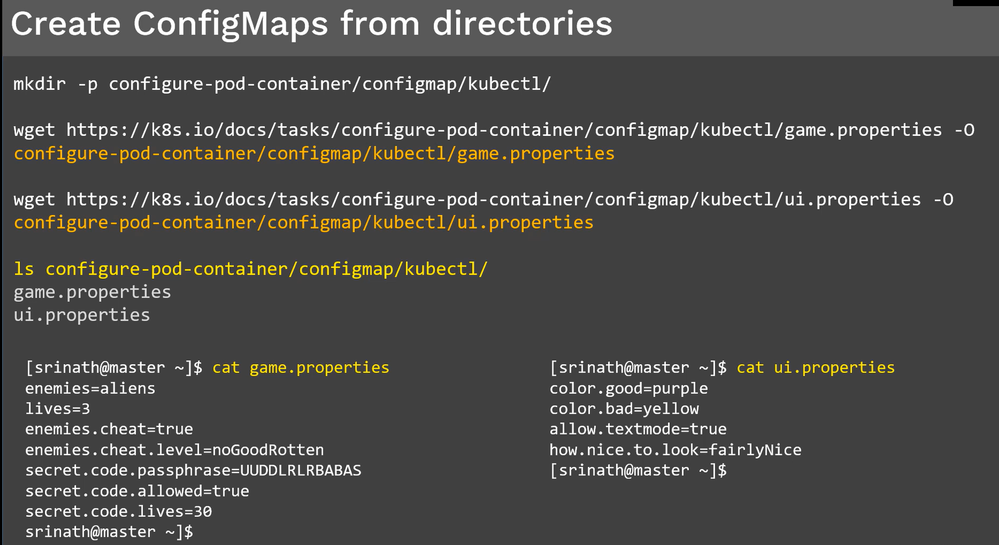 Create ConfigMaps from directories
mkdir -p configure-pod-container/configmap/kubectl/
wget https://k8s.io/docs/tasks/configure-pod-container/configmap/kubectl/game.properties -O
configure-pod-container/configmap/kubectl/game.properties
wget https://k8s.io/docs/tasks/configure-pod-container/configmap/kubectl/ui.properties -O
configure-pod-container/configmap/kubectl/ui.properties
ls configure-pod-container/configmap/kubectl/
game.properties
ui.properties
[srinath@master ~]$ cat game.properties
enemies=aliens
lives=3
enemies.cheat=true
enemies.cheat.level=noGoodRotten
secret.code.passphrase=UUDDLRLRBABAS
secret.code.allowed=true
secret.code.lives=30
srinath@master ~]$
[srinath@master ~]$ cat ui.properties
color.good=purple
color.bad=yellow
allow.textmode=true
how.nice.to.look=fairlyNice
[srinath@master ~]$